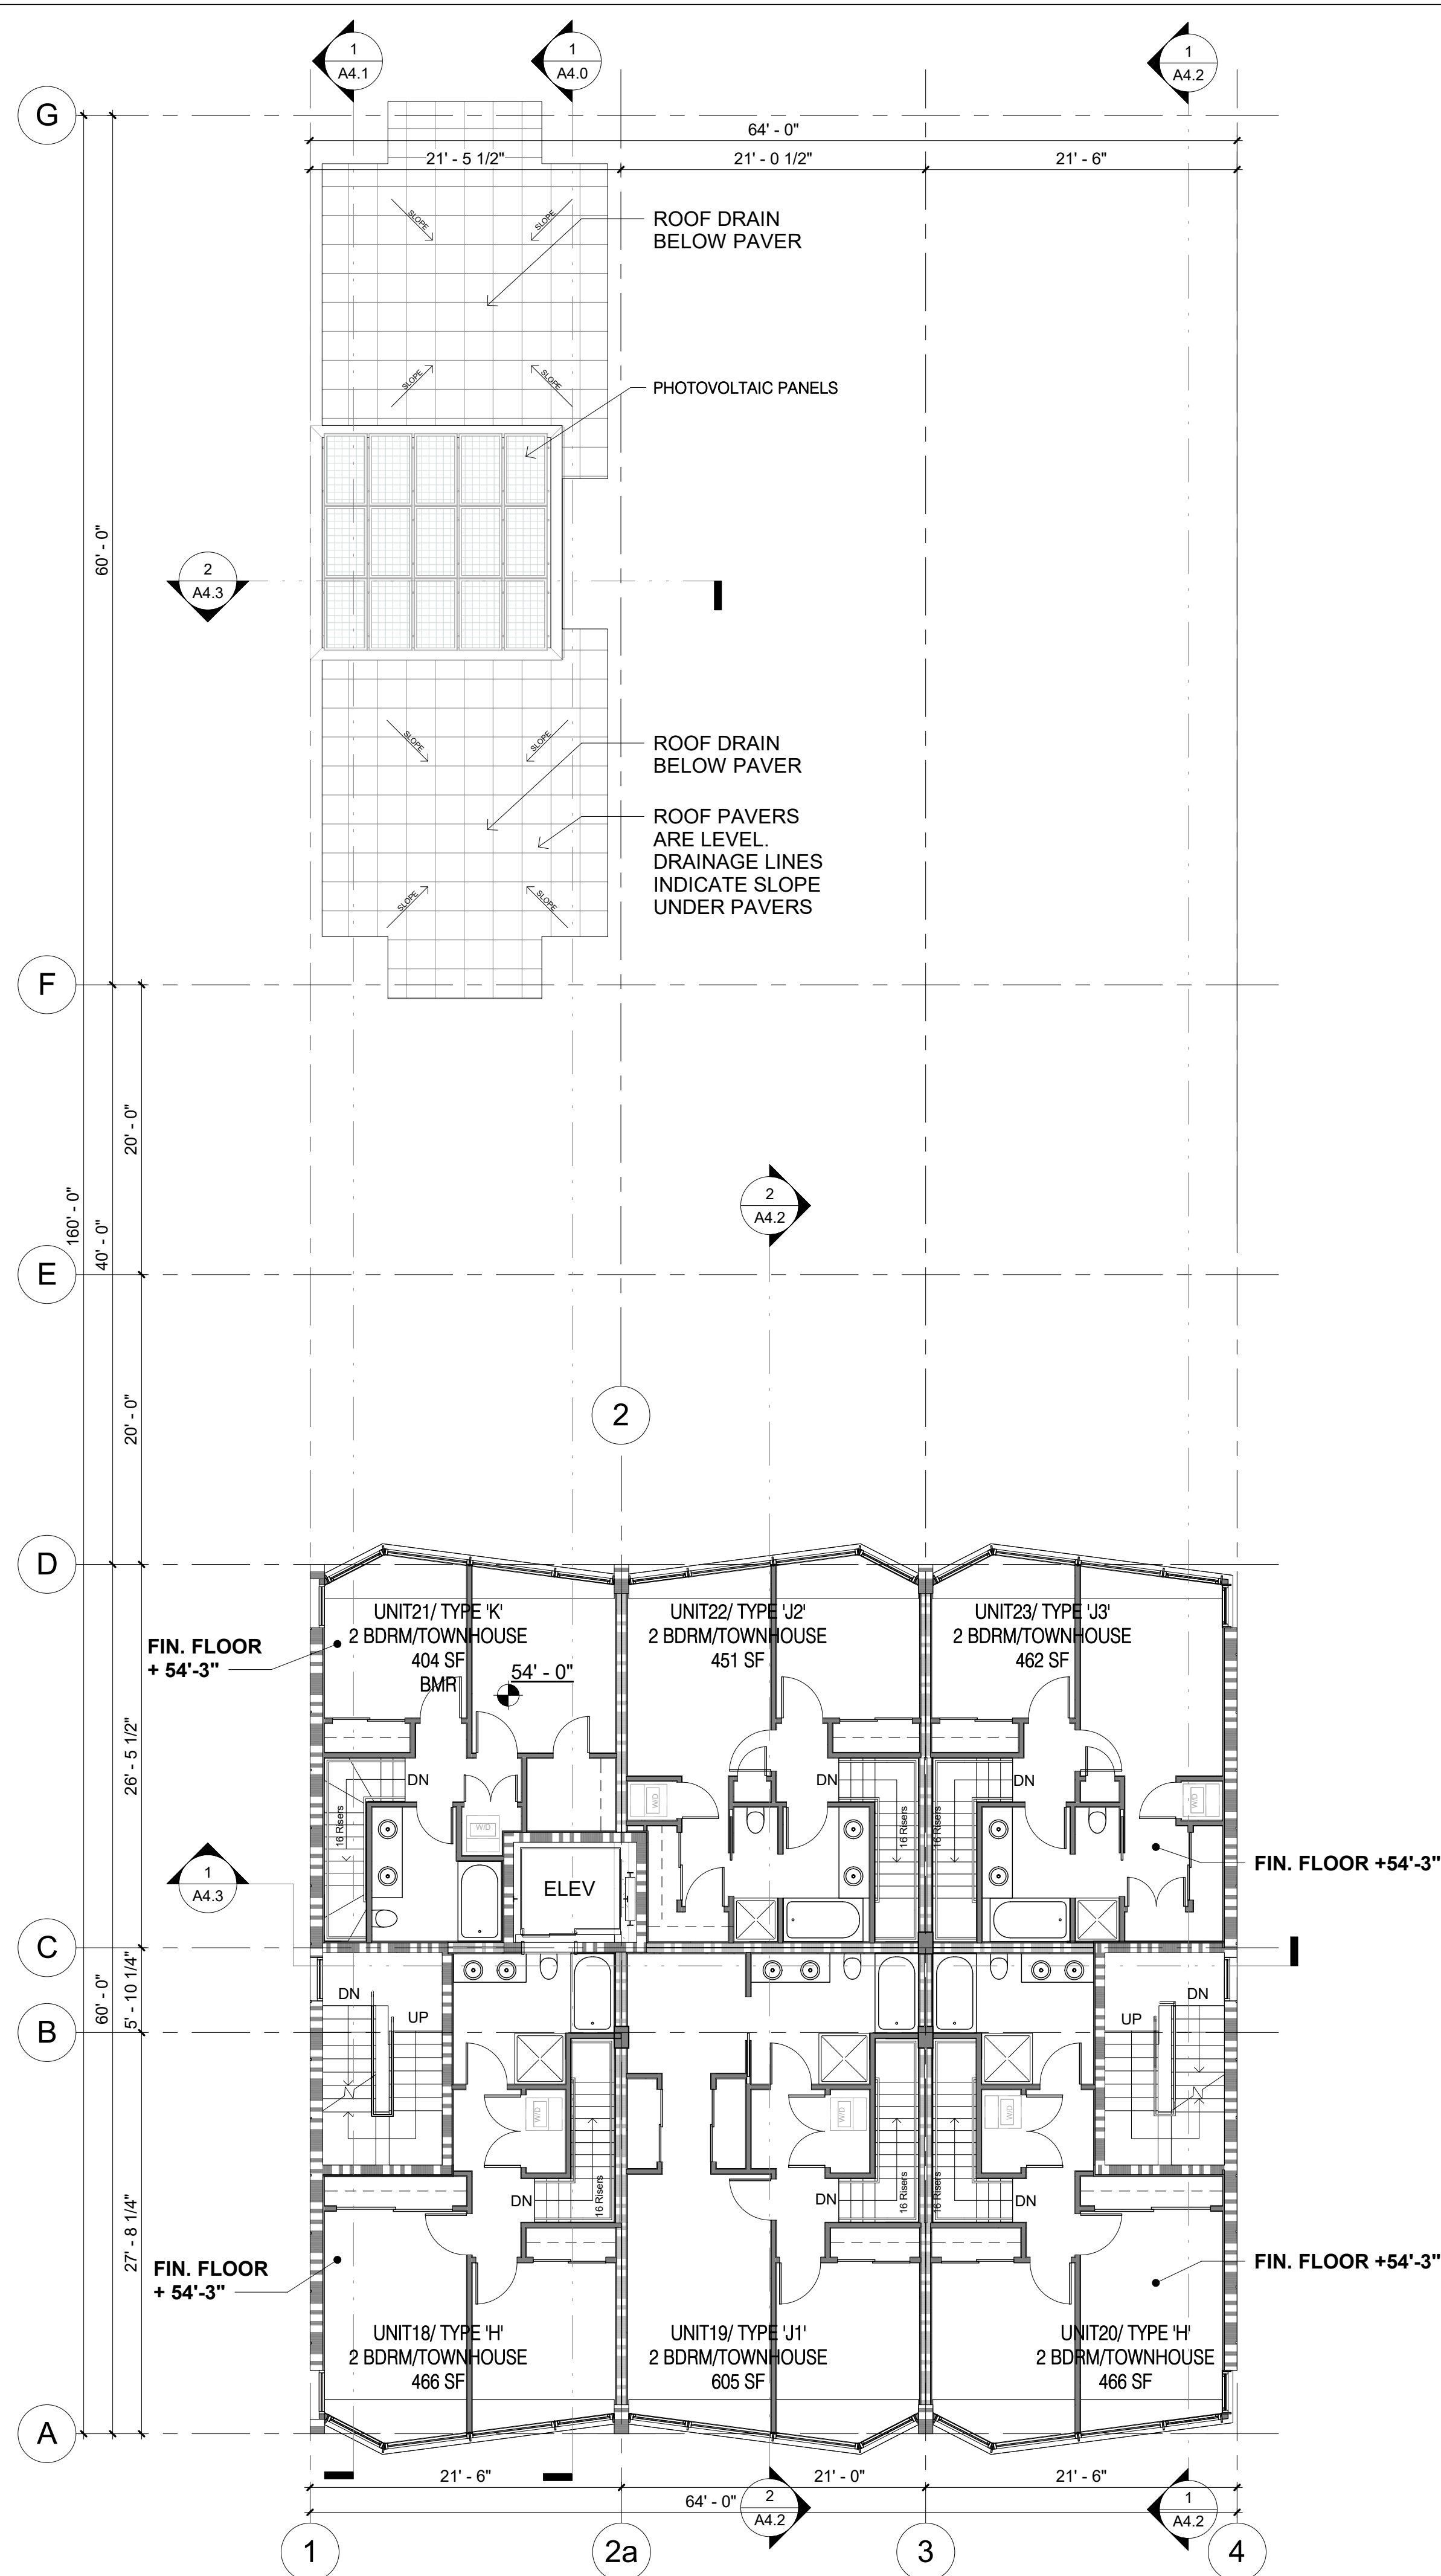 1
A4.1
1
A4.0
1
A4.2
G
64' - 0"
21' - 5 1/2"
21' - 0 1/2"
21' - 6"
SLOPE
SLOPE
ROOF DRAIN
BELOW PAVER
SLOPE
SLOPE
PHOTOVOLTAIC PANELS
60' - 0"
2
A4.3
SLOPE
SLOPE
ROOF DRAIN
BELOW PAVER
ROOF PAVERS
ARE LEVEL.
DRAINAGE LINES
INDICATE SLOPE
UNDER PAVERS
SLOPE
SLOPE
F
20' - 0"
160' - 0"
40' - 0"
2
A4.2
E
20' - 0"
2
D
UNIT21/ TYPE 'K'
2 BDRM/TOWNHOUSE
404 SF
BMR
UNIT22/ TYPE 'J2'
2 BDRM/TOWNHOUSE
451 SF
UNIT23/ TYPE 'J3'
2 BDRM/TOWNHOUSE
462 SF
FIN. FLOOR
+ 54'-3"
54' - 0"
26' - 5 1/2"
DN
DN
DN
W/D
W/D
W/D
16 Risers
16 Risers
16 Risers
1
A4.3
ELEV
FIN. FLOOR +54'-3"
C
60' - 0"
5' - 10 1/4"
DN
UP
DN
UP
B
W/D
W/D
W/D
16 Risers
16 Risers
16 Risers
DN
DN
DN
27' - 8 1/4"
FIN. FLOOR
+ 54'-3"
FIN. FLOOR +54'-3"
UNIT18/ TYPE 'H'
2 BDRM/TOWNHOUSE
466 SF
UNIT19/ TYPE 'J1'
2 BDRM/TOWNHOUSE
605 SF
UNIT20/ TYPE 'H'
2 BDRM/TOWNHOUSE
466 SF
A
21' - 6"
21' - 0"
21' - 6"
64' - 0"
2
A4.2
1
A4.2
1
2a
3
4